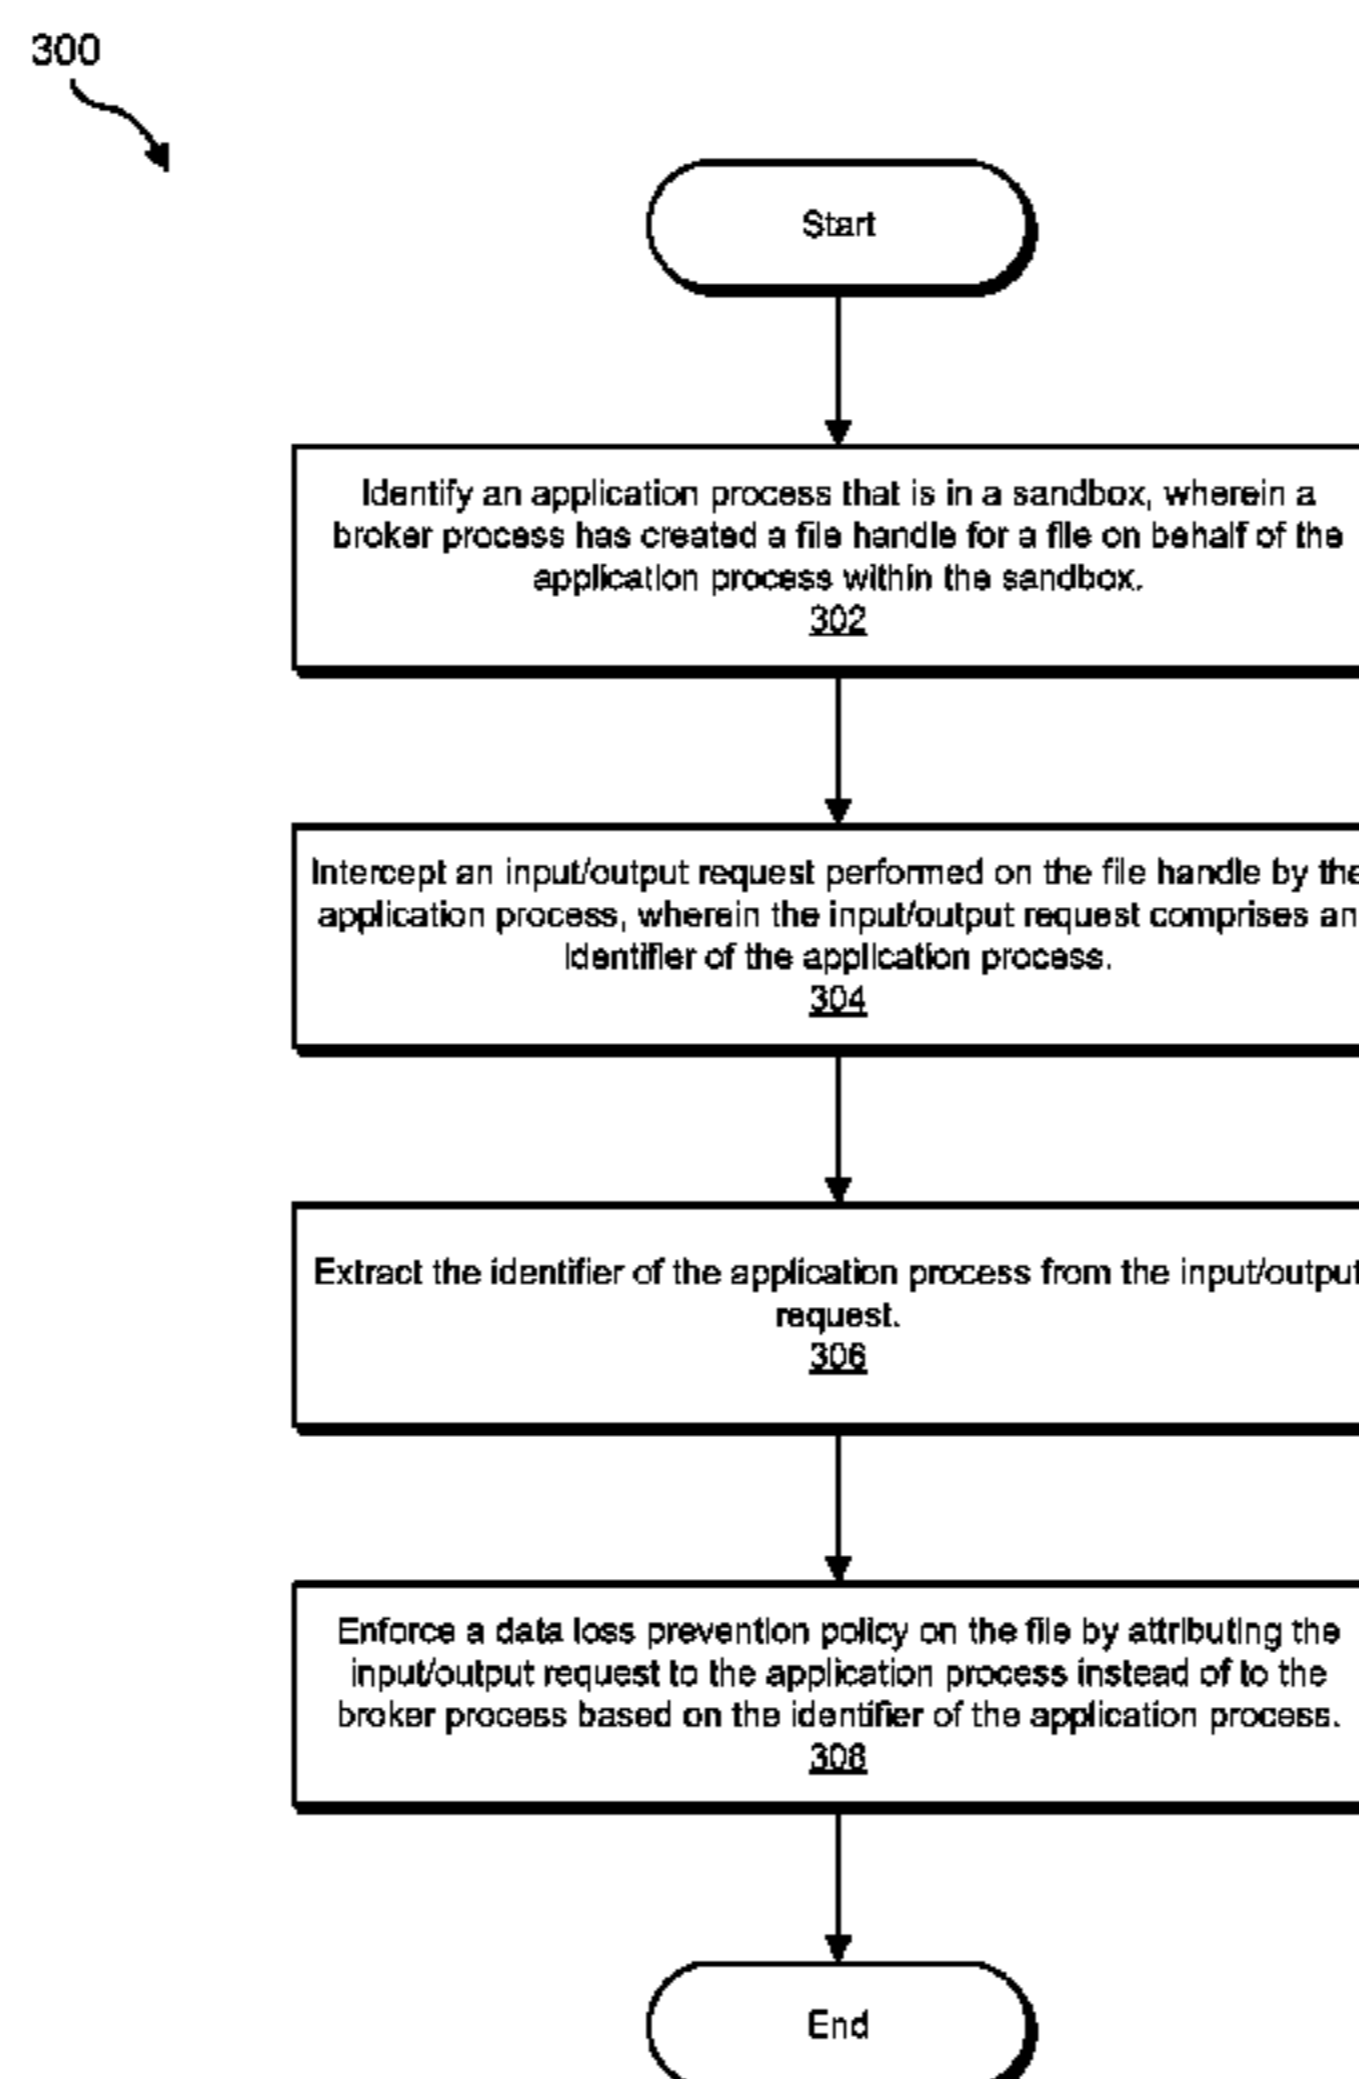 300
Start
Identify an application process that is in a sandbox, wherein a
broker process has created a file handle for a file on behalf of the
application process within the sandbox.
302
Intercept an input/output request performed on the file handle by the
application process, wherein the input/output request comprises an
identifier of the application process.
304
Extract the identifier of the application process from the input/output
request.
306
Enforce a data loss prevention policy on the file by attributing the
input/output request to the application process instead of to the
broker process based on the identifier of the application process.
308
End